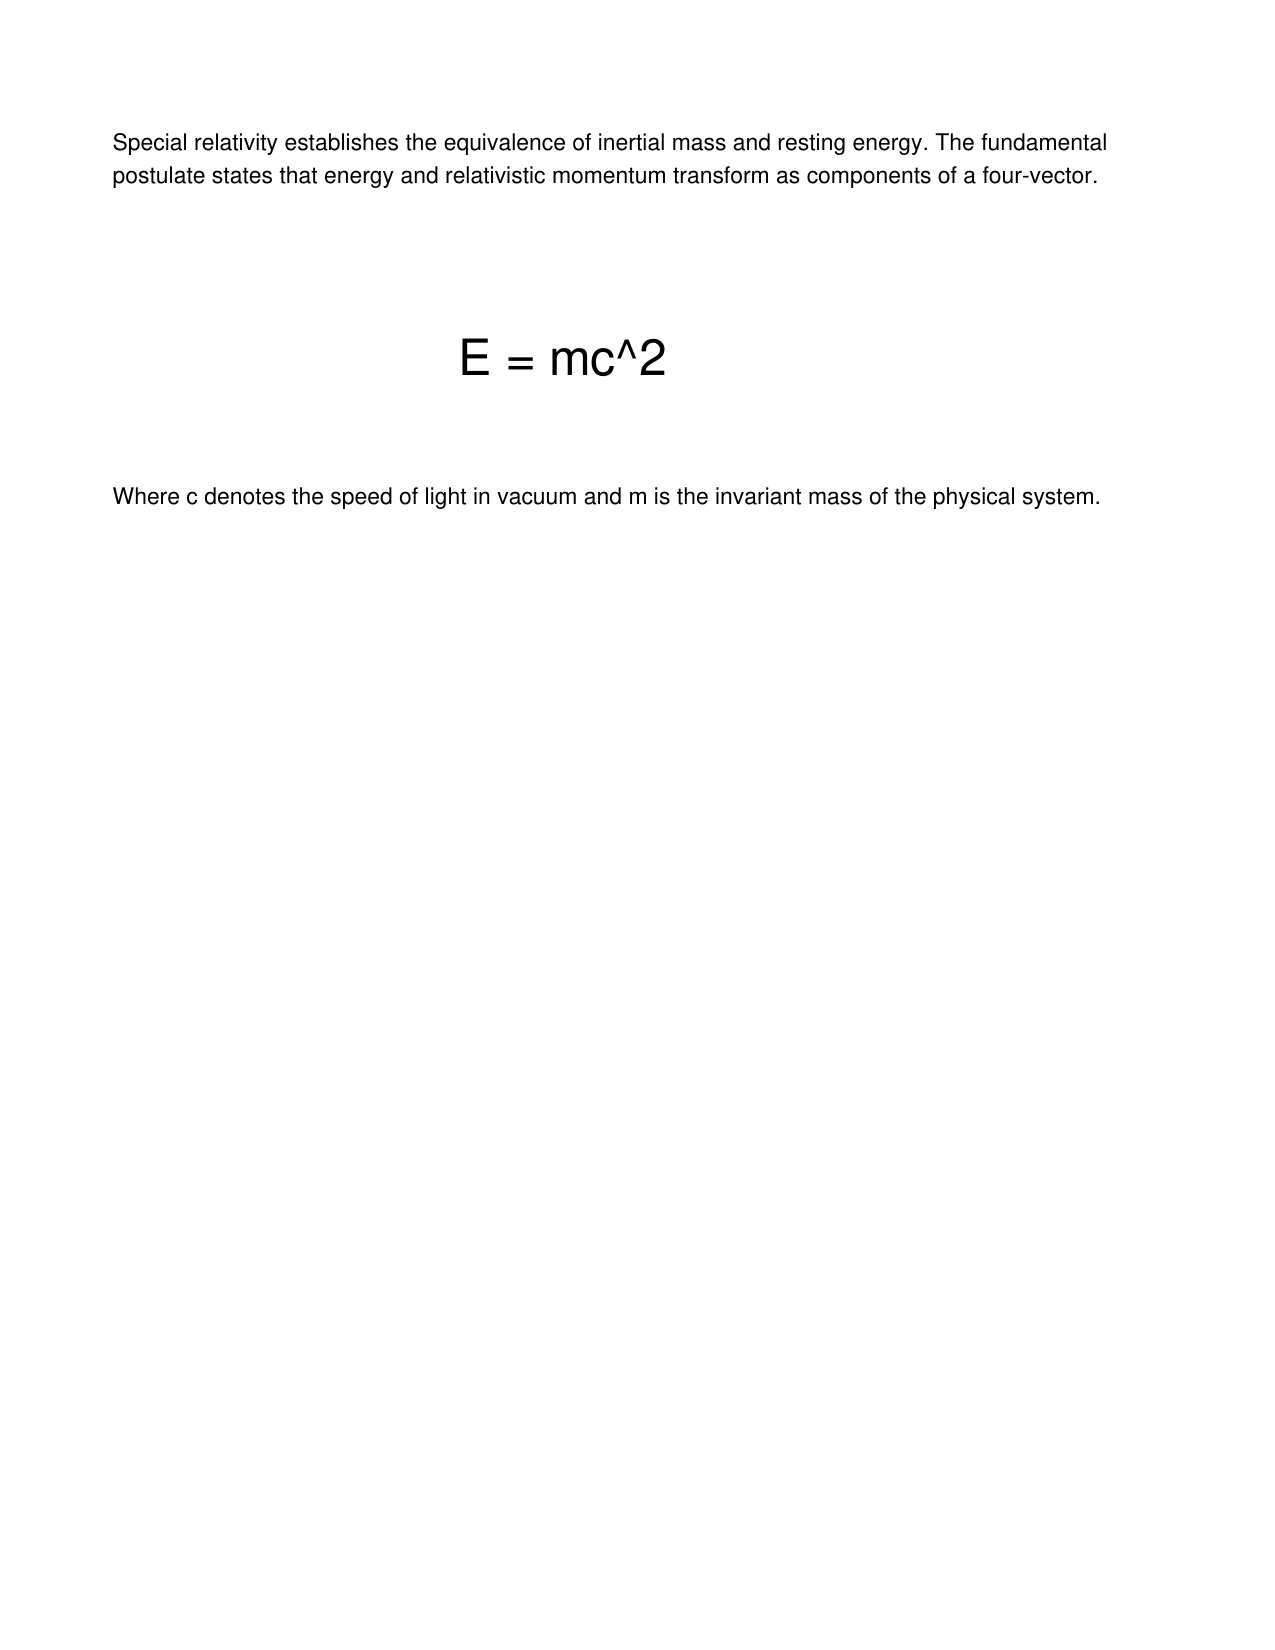 Special relativity establishes the equivalence of inertial mass and resting energy. The fundamental
postulate states that energy and relativistic momentum transform as components of a four-vector.
E = mc^2
Where c denotes the speed of light in vacuum and m is the invariant mass of the physical system.